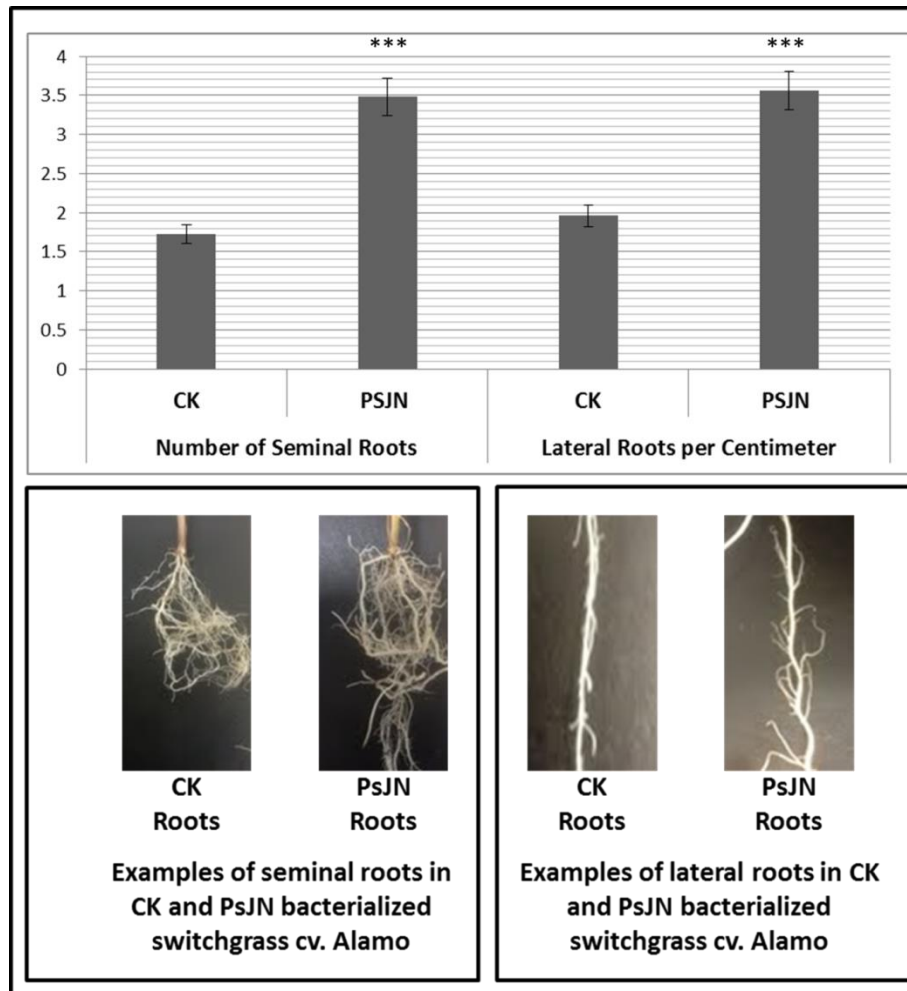 *** ***
4
3.5
3
2.5
2
1.5
1
0.5
0
CK PSJN CK PSJN
Number of Seminal Roots Lateral Roots per Centimeter
CK
Roots
PsJN
Roots
Examples of seminal roots in
CK and PsJN bacterialized
switchgrass cv. Alamo
CK
Roots
PsJN
Roots
Examples of lateral roots in CK
and PsJN bacterialized
switchgrass cv. Alamo